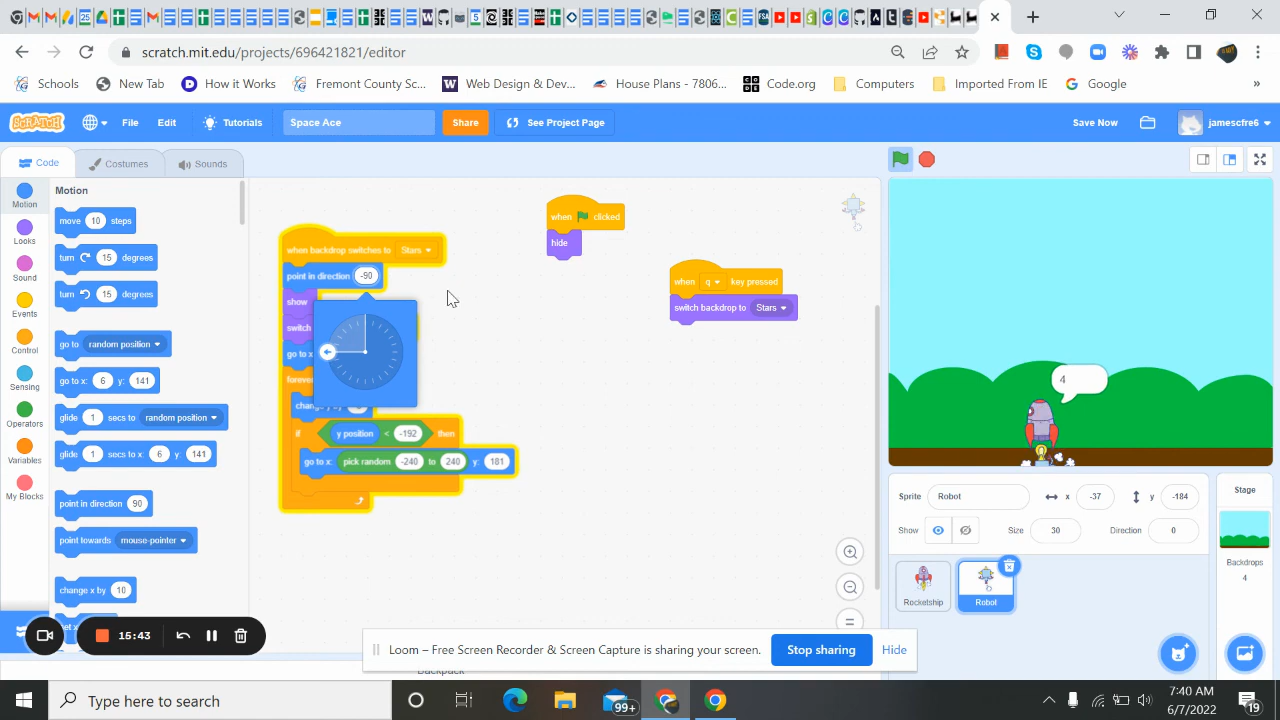 scratch.mit.edu/projects/696421821/editor
Schools
New Tab
How it Works
Fremont County Sc...
Web Design & Dev...
House Plans - 7806...
Code.org
Computers
Imported From IE
Google
»
SCRATCH
File
Edit
Tutorials
Space Ace
Share
See Project Page
Save Now
jamescfre6
Code
Costumes
Sounds
Motion
Looks
Sound
Events
Control
Sensing
Operators
Variables
My Blocks
Motion
move 10 steps
turn 15 degrees
turn 15 degrees
go to random position
go to x: 6 y: 141
glide 1 secs to random position
glide 1 secs to x: 6 y: 141
point in direction 90
point towards mouse-pointer
change x by 10
when backdrop switches to Stars
point in direction -90
show
switch
go to x
forever
change y by
if y position < -192 then
go to x: pick random -240 to 240 y: 181
when clicked
hide
when q key pressed
switch backdrop to Stars
4
Sprite Robot x -37 y -184
Show Size 30 Direction 0
Rocketship
Robot
Stage
Backdrops
4
15:43
Loom – Free Screen Recorder & Screen Capture is sharing your screen.
Stop sharing
Hide
Backpack
Type here to search
99+
7:40 AM
6/7/2022
19